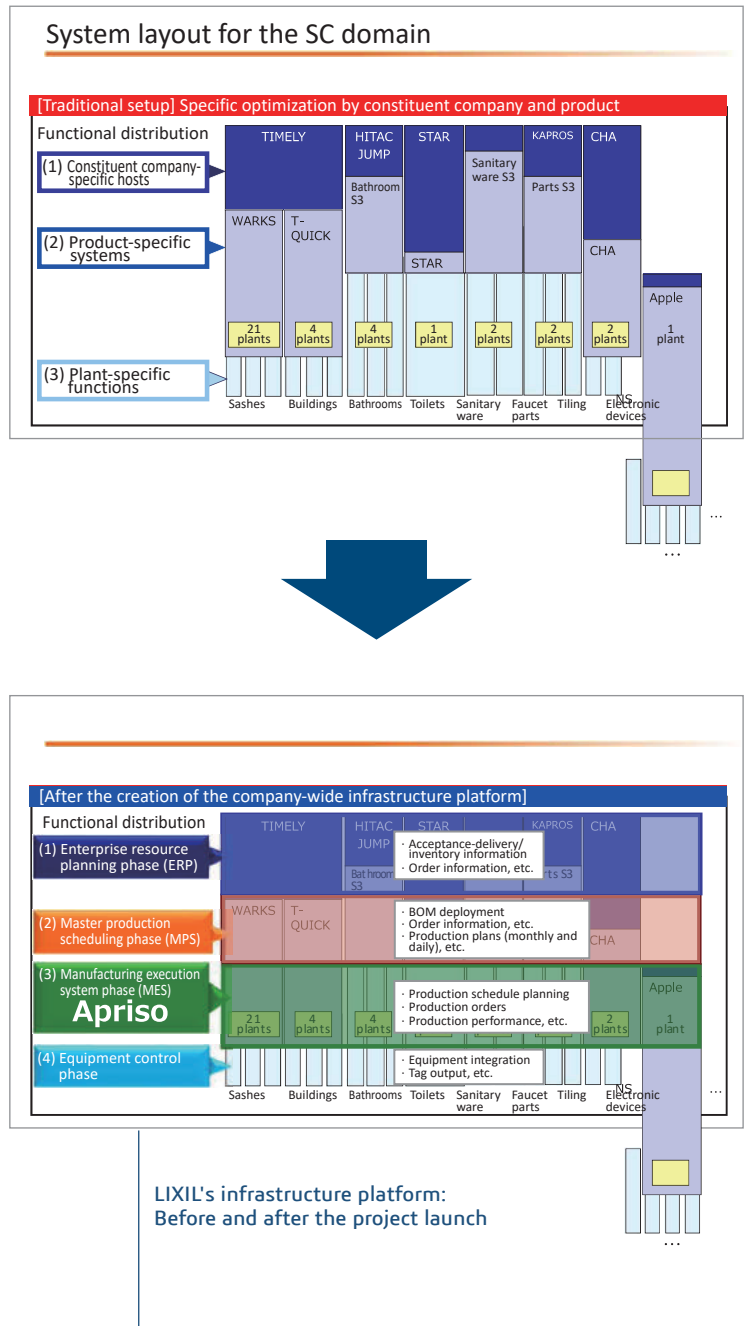 System layout for the SC domain
[Traditional setup] Specific optimization by constituent company and product
Functional distribution
(1) Constituent company-
specific hosts
(2) Product-specific
systems
(3) Plant-specific
functions
TIMELY
HITAC
JUMP
STAR
KAPROS
CHA
Bathroom
S3
Sanitary
ware S3
Parts S3
WARKS
T-
QUICK
STAR
CHA
Apple
21
plants
4
plants
4
plants
1
plant
2
plants
2
plants
2
plants
1
plant
Sashes
Buildings
Bathrooms
Toilets
Sanitary
ware
Faucet
parts
Tiling
NS
Electronic
devices
...
...
[After the creation of the company-wide infrastructure platform]
Functional distribution
(1) Enterprise resource
planning phase (ERP)
(2) Master production
scheduling phase (MPS)
(3) Manufacturing execution
system phase (MES)
Apriso
(4) Equipment control
phase
TIMELY
HITAC
JUMP
STAR
KAPROS
CHA
Bathroom
S3
rts S3
· Acceptance-delivery/
inventory information
· Order information, etc.
WARKS
T-
QUICK
CHA
· BOM deployment
· Order information, etc.
· Production plans (monthly and
daily), etc.
Apple
21
plants
4
plants
4
plants
2
plants
1
plant
· Production schedule planning
· Production orders
· Production performance, etc.
· Equipment integration
· Tag output, etc.
Sashes
Buildings
Bathrooms
Toilets
Sanitary
ware
Faucet
parts
Tiling
NS
Electronic
devices
...
...
LIXIL's infrastructure platform:
Before and after the project launch